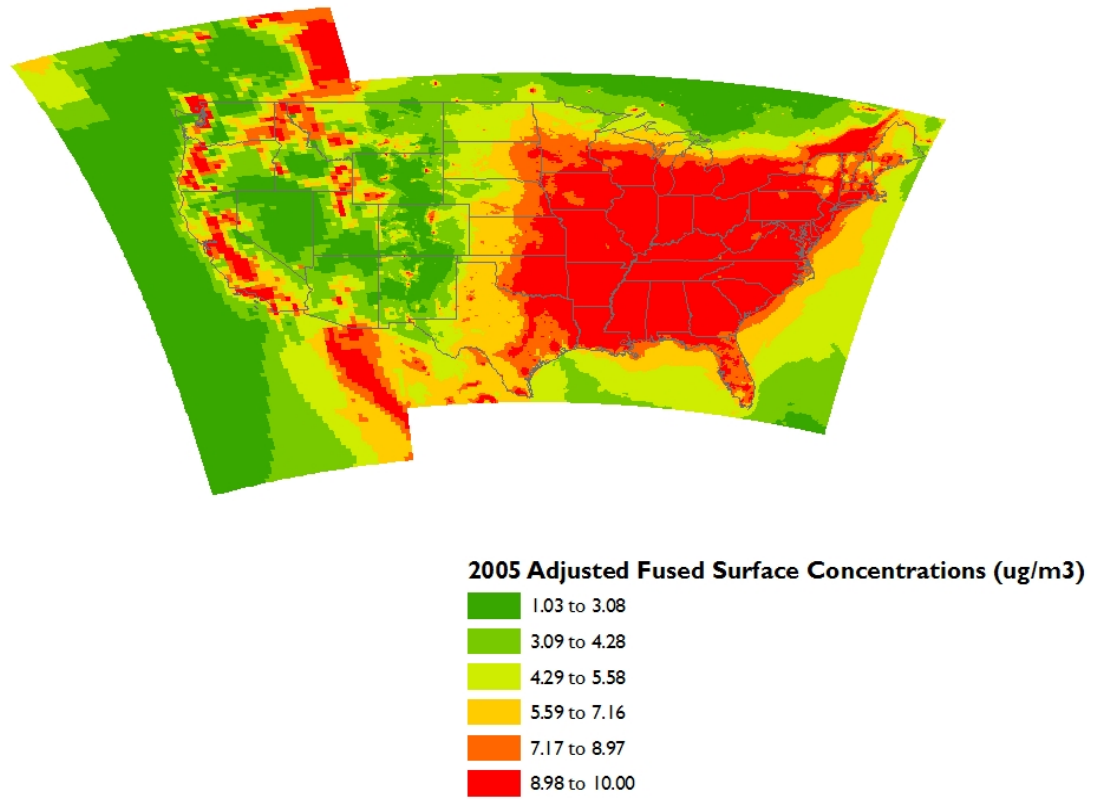 2005 Adjusted Fused Surface Concentrations (ug/m3)
1.03 to 3.08
3.09 to 4.28
4.29 to 5.58
5.59 to 7.16
7.17 to 8.97
8.98 to 10.00